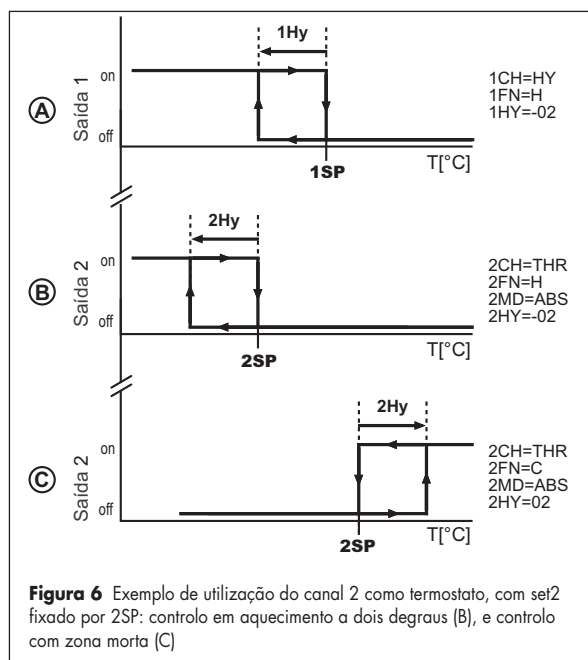 1Hy
on
Saída 1
off
A
1SP
T[°C]
1CH=HY
1FN=H
1HY=-02
2Hy
on
Saída 2
off
B
2SP
T[°C]
2CH=THR
2FN=H
2MD=ABS
2HY=-02
2Hy
on
Saída 2
off
C
2SP
T[°C]
2CH=THR
2FN=C
2MD=ABS
2HY=02
Figura 6 Exemplo de utilização do canal 2 como termostato, com set2
fixado por 2SP: controlo em aquecimento a dois degraus (B), e controlo
com zona morta (C)